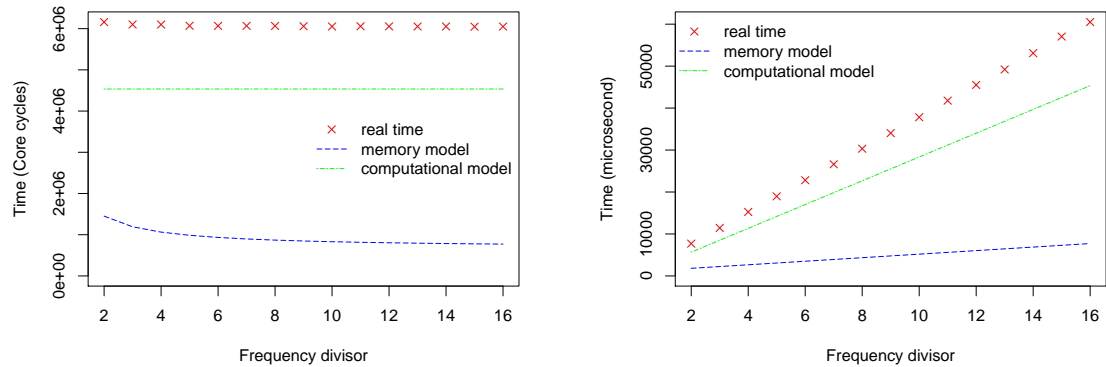 Time (Core cycles)
0e+00
2e+06
4e+06
6e+06
real time
memory model
computational model
2
4
6
8
10
12
14
16
Frequency divisor
Time (microsecond)
0
10000
30000
50000
real time
memory model
computational model
2
4
6
8
10
12
14
16
Frequency divisor